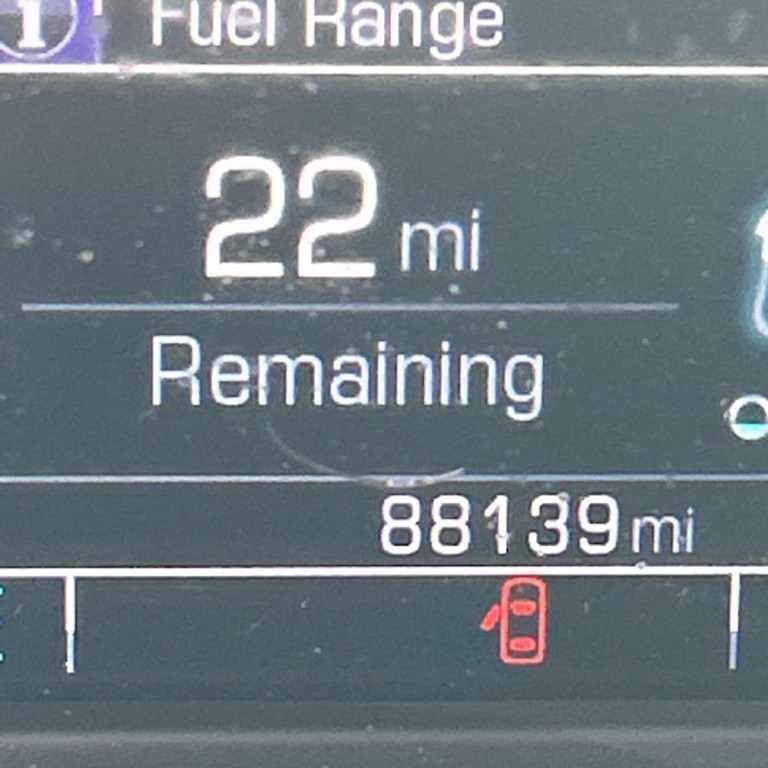 i Fuel Range
22 mi
Remaining
88139 mi